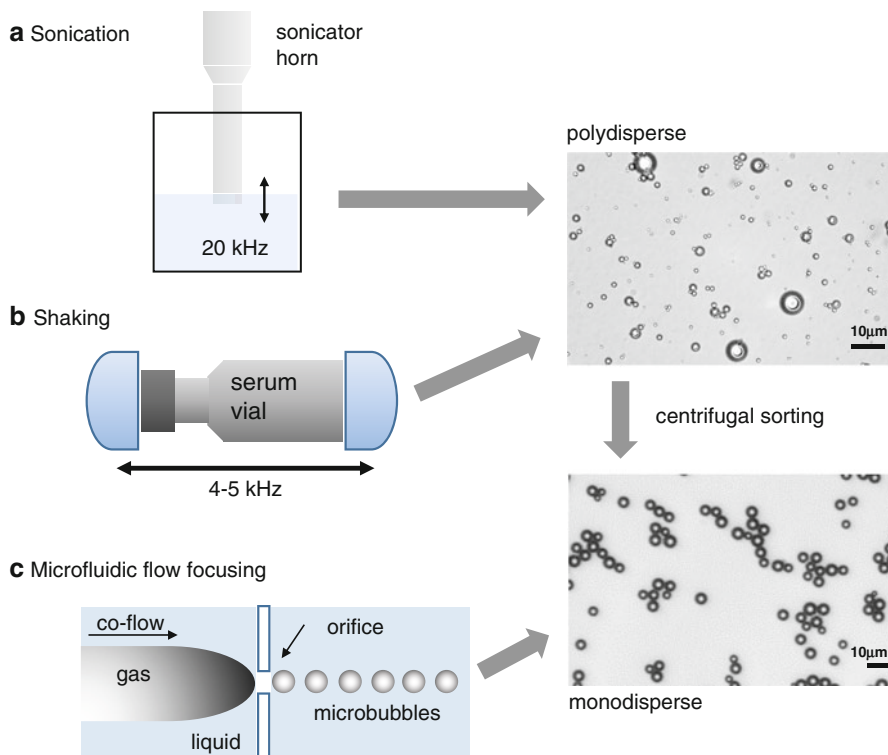 a Sonication
sonicator
horn
20 kHz
polydisperse
10µm
b Shaking
serum
vial
4-5 kHz
centrifugal sorting
c Microfluidic flow focusing
co-flow
orifice
gas
microbubbles
liquid
10µm
monodisperse